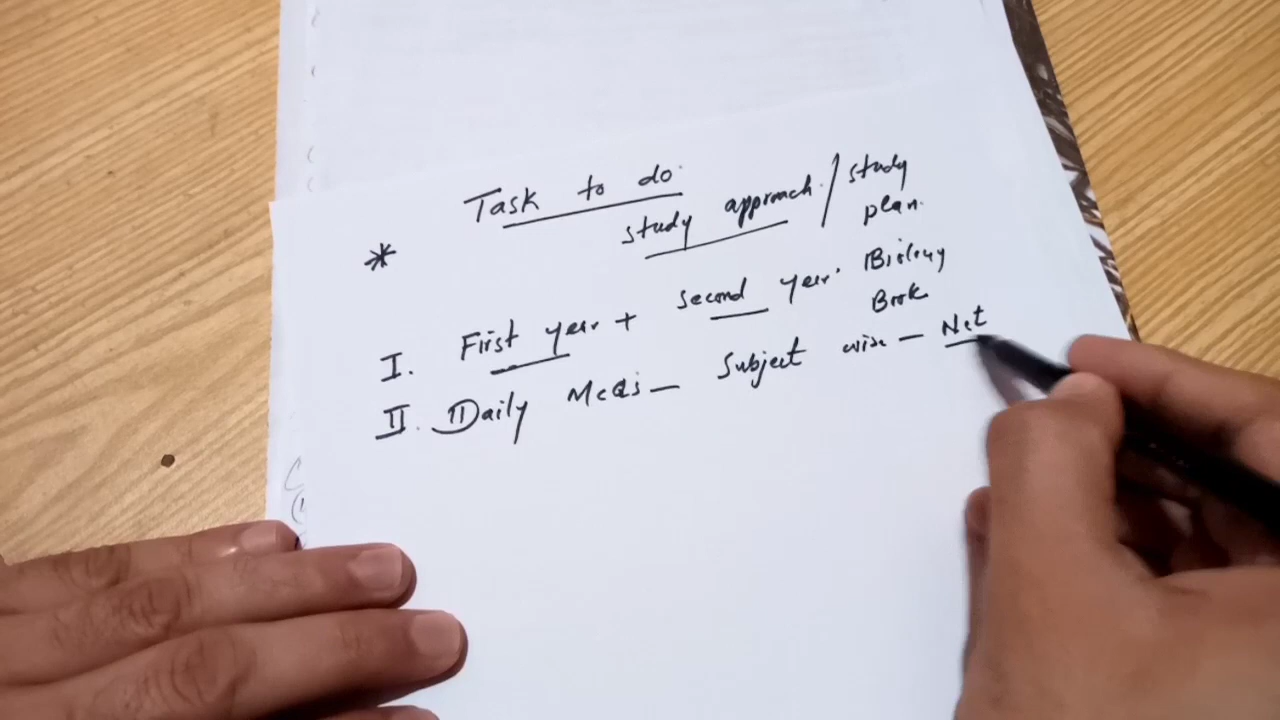 Task to do
* study approach / study plan.
I. First year + second year Biology Book
II. Daily McQs - Subject wise - Net